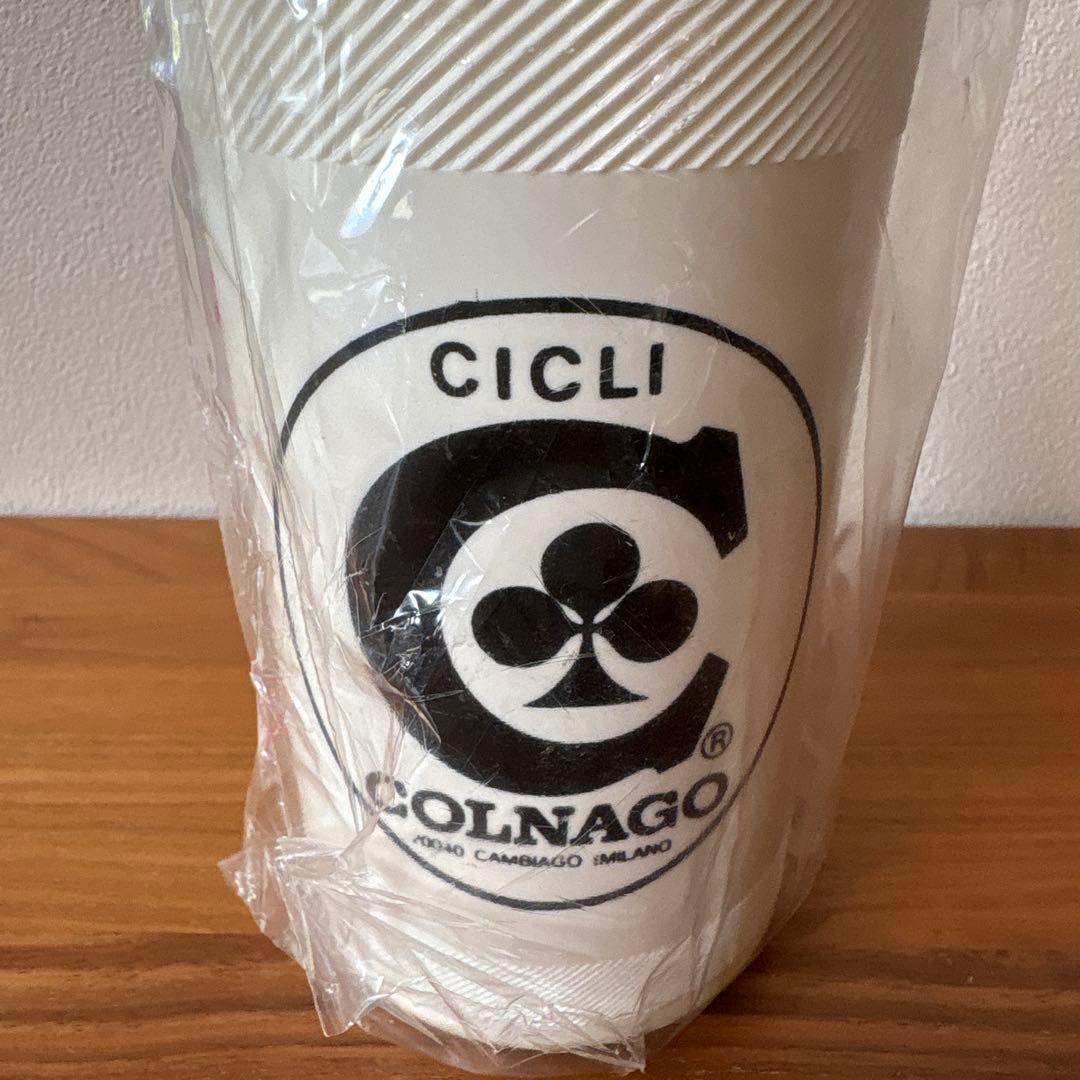 CICLI
®
COLNAGO
20040 CAMBIAGO (MILANO